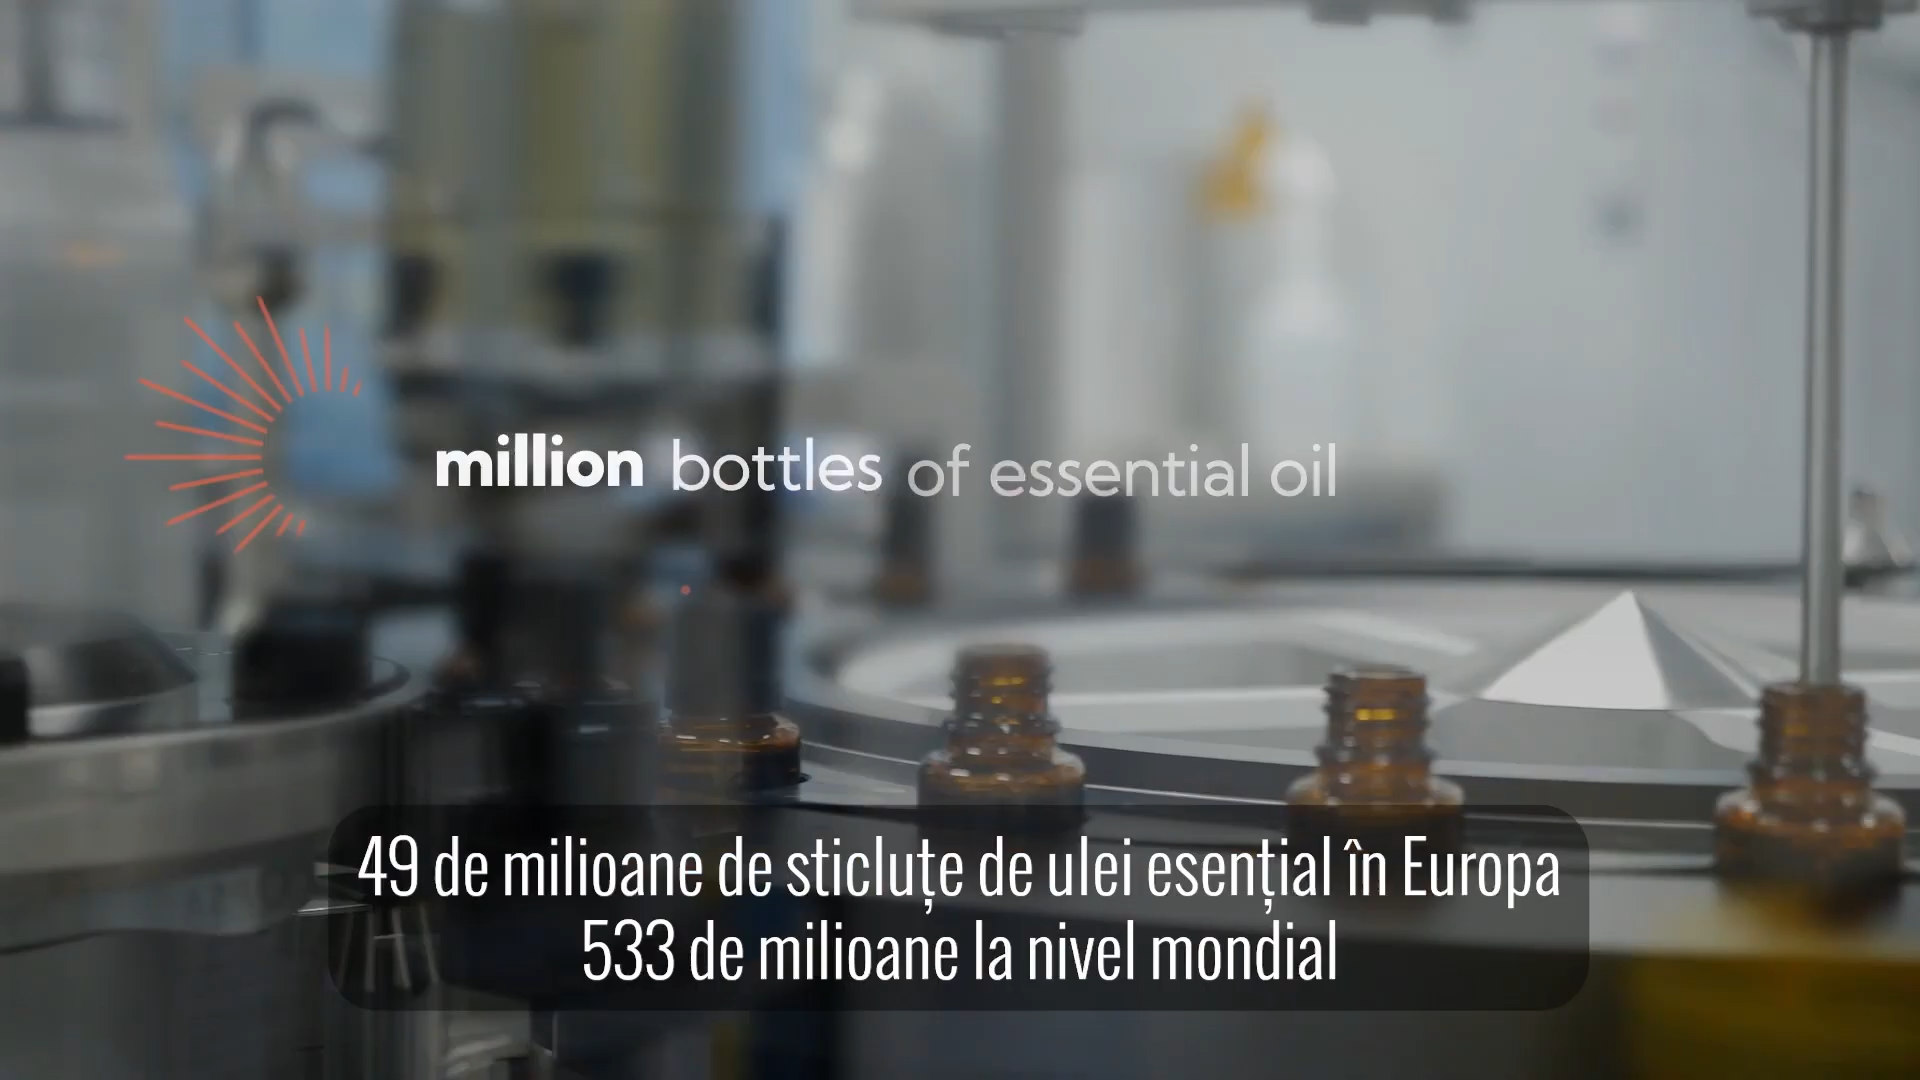 million bottles of essential oil
49 de milioane de sticluțe de ulei esențial în Europa
533 de milioane la nivel mondial